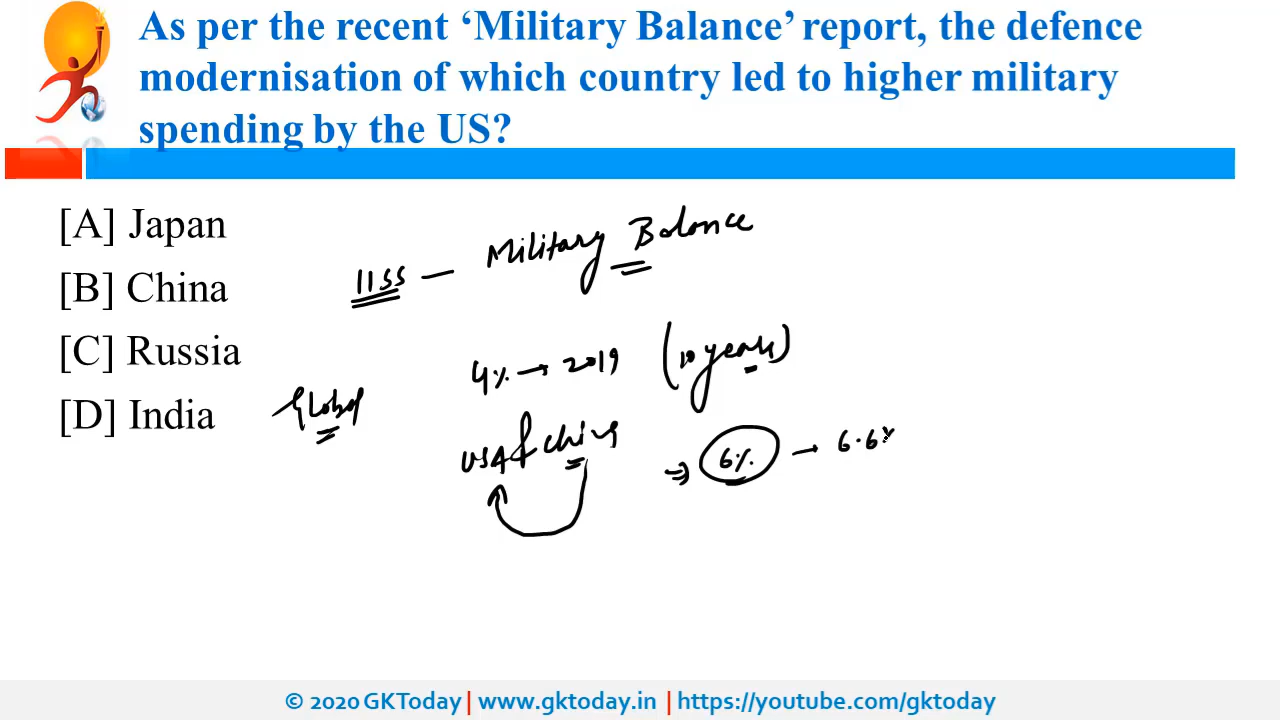 As per the recent ‘Military Balance’ report, the defence
modernisation of which country led to higher military
spending by the US?
[A] Japan
[B] China
[C] Russia
[D] India
IISS — Military Balance
4% → 2019 (10 years)
Global
USA & China
⇒ 6% → 6.6%
© 2020 GKToday | www.gktoday.in | https://youtube.com/gktoday